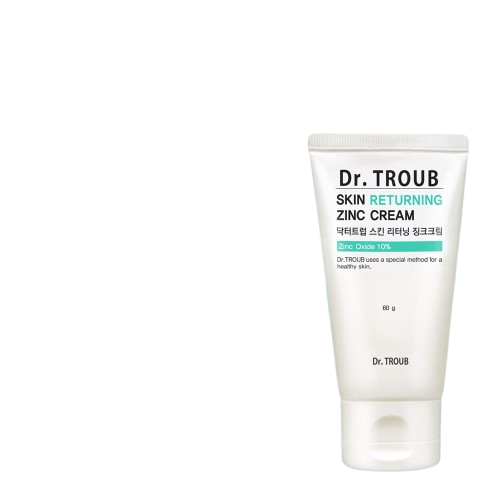 Dr. TROUB
SKIN RETURNING
ZINC CREAM
닥터트럽 스킨 리터닝 징크크림
Zinc Oxide 10%
Dr.TROUB uses a special method for a
healthy skin.
60 g
Dr. TROUB